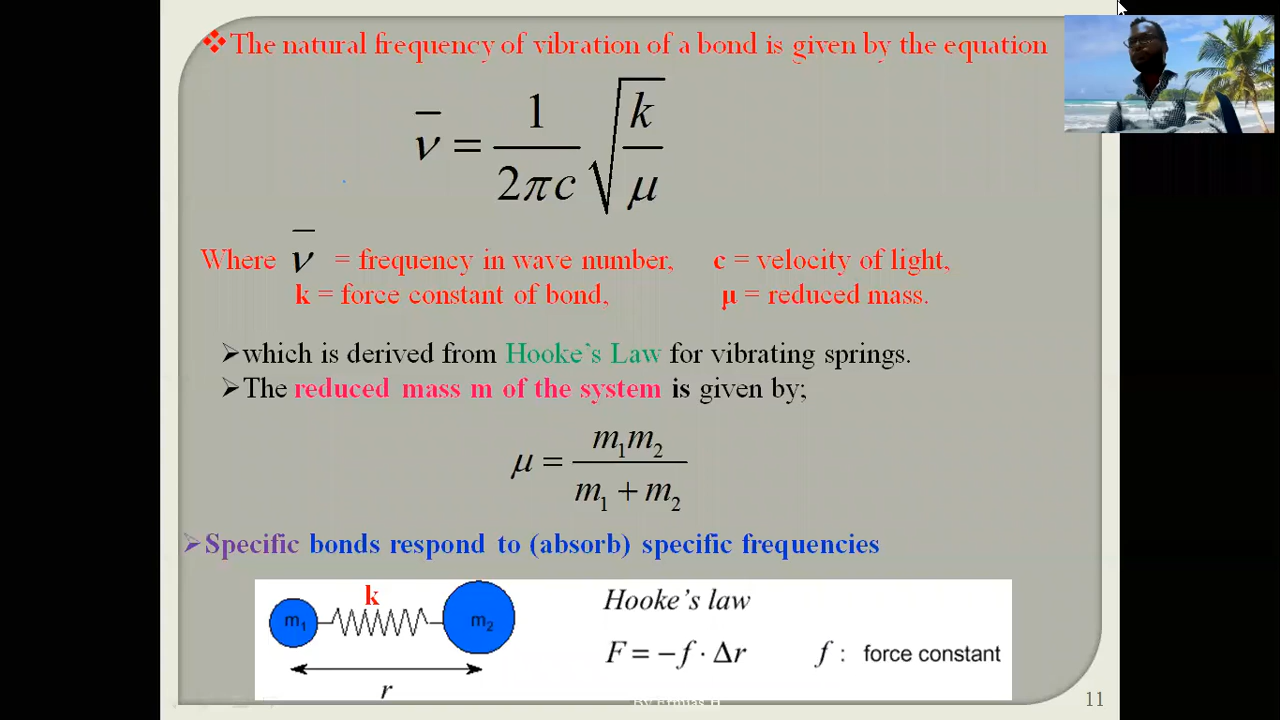 ❖The natural frequency of vibration of a bond is given by the equation
ν̅ = 1 / 2πc √ k / μ
Where ν̅ = frequency in wave number, c = velocity of light,
k = force constant of bond, μ = reduced mass.
➢which is derived from Hooke`s Law for vibrating springs.
➢The reduced mass m of the system is given by;
μ = m₁m₂ / m₁ + m₂
➢Specific bonds respond to (absorb) specific frequencies
k
m₁ m₂
r
Hooke's law
F = −f · Δr f : force constant
11